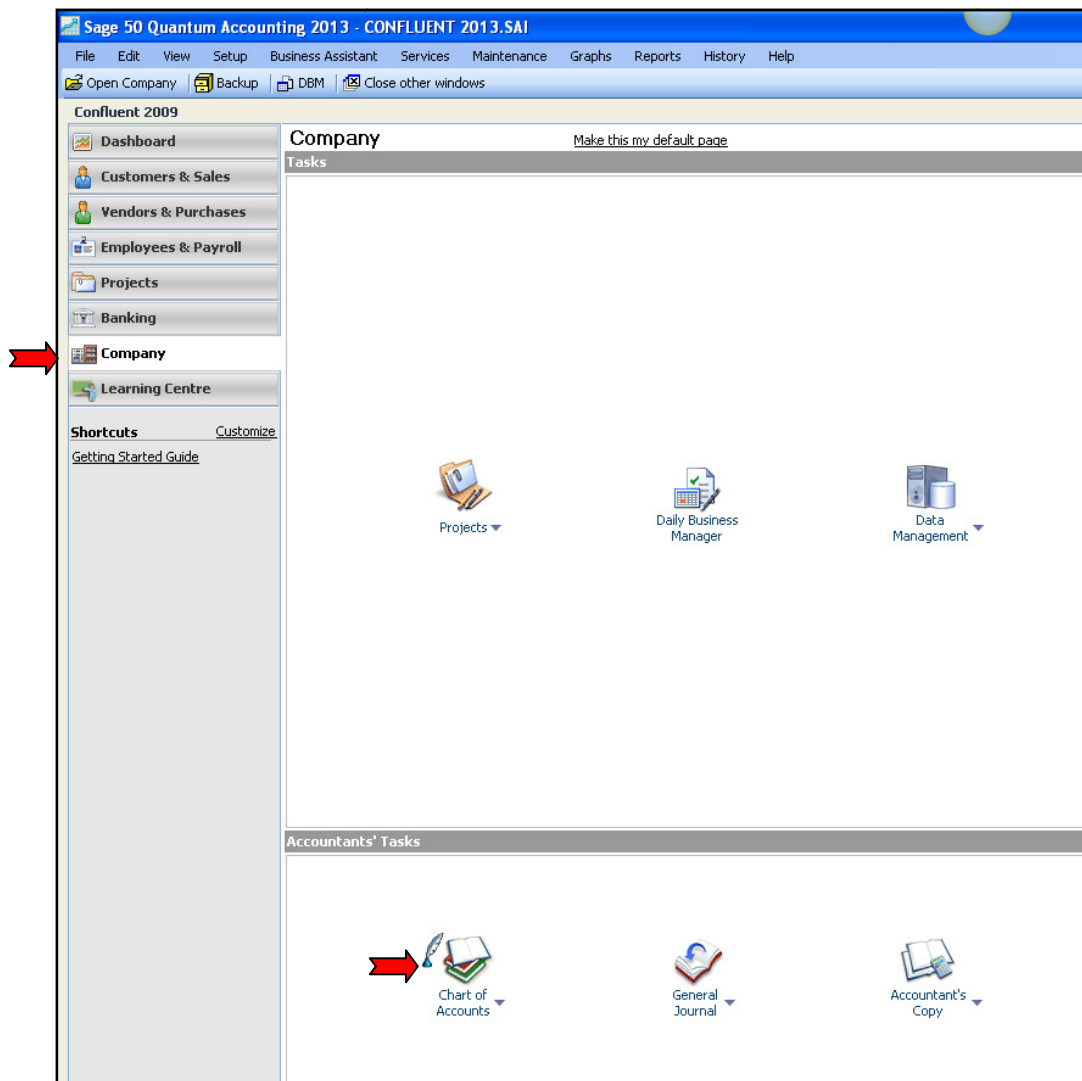 Sage 50 Quantum Accounting 2013 - CONFLUENT 2013.SAI
File Edit View Setup Business Assistant Services Maintenance Graphs Reports History Help
Open Company Backup DBM Close other windows
Confluent 2009
Dashboard
Customers & Sales
Vendors & Purchases
Employees & Payroll
Projects
Banking
Company
Learning Centre
Shortcuts Customize
Getting Started Guide
Company Make this my default page
Tasks
Projects
Daily Business
Manager
Data
Management
Accountants' Tasks
Chart of
Accounts
General
Journal
Accountant's
Copy